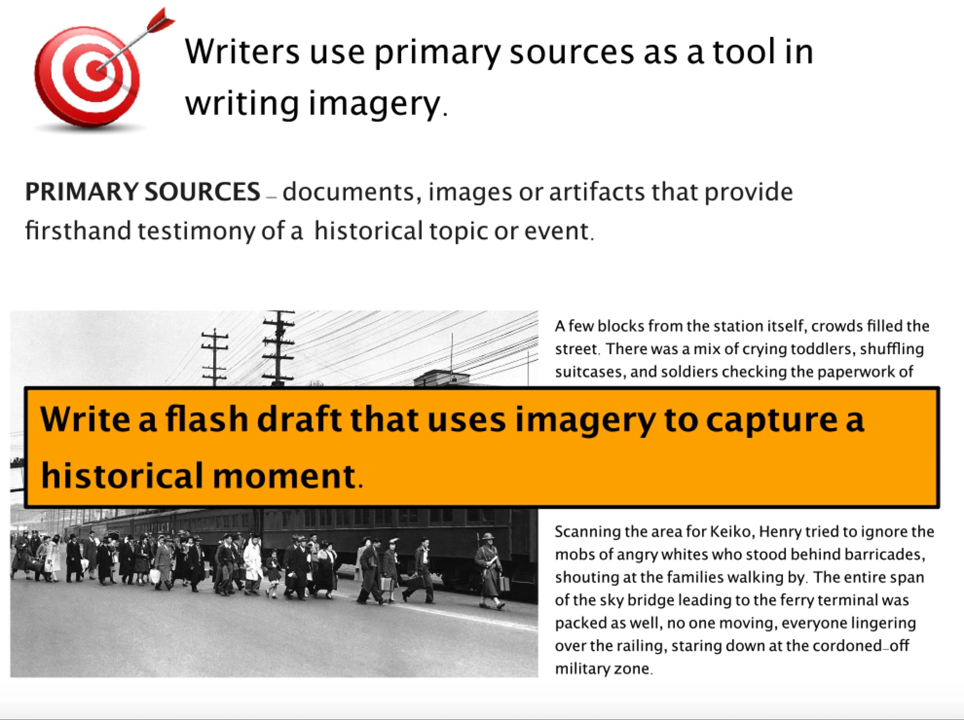 Writers use primary sources as a tool in
writing imagery.
PRIMARY SOURCES – documents, images or artifacts that provide
firsthand testimony of a historical topic or event.
A few blocks from the station itself, crowds filled the
street. There was a mix of crying toddlers, shuffling
suitcases, and soldiers checking the paperwork of
Write a flash draft that uses imagery to capture a
historical moment.
Scanning the area for Keiko, Henry tried to ignore the
mobs of angry whites who stood behind barricades,
shouting at the families walking by. The entire span
of the sky bridge leading to the ferry terminal was
packed as well, no one moving, everyone lingering
over the railing, staring down at the cordoned-off
military zone.